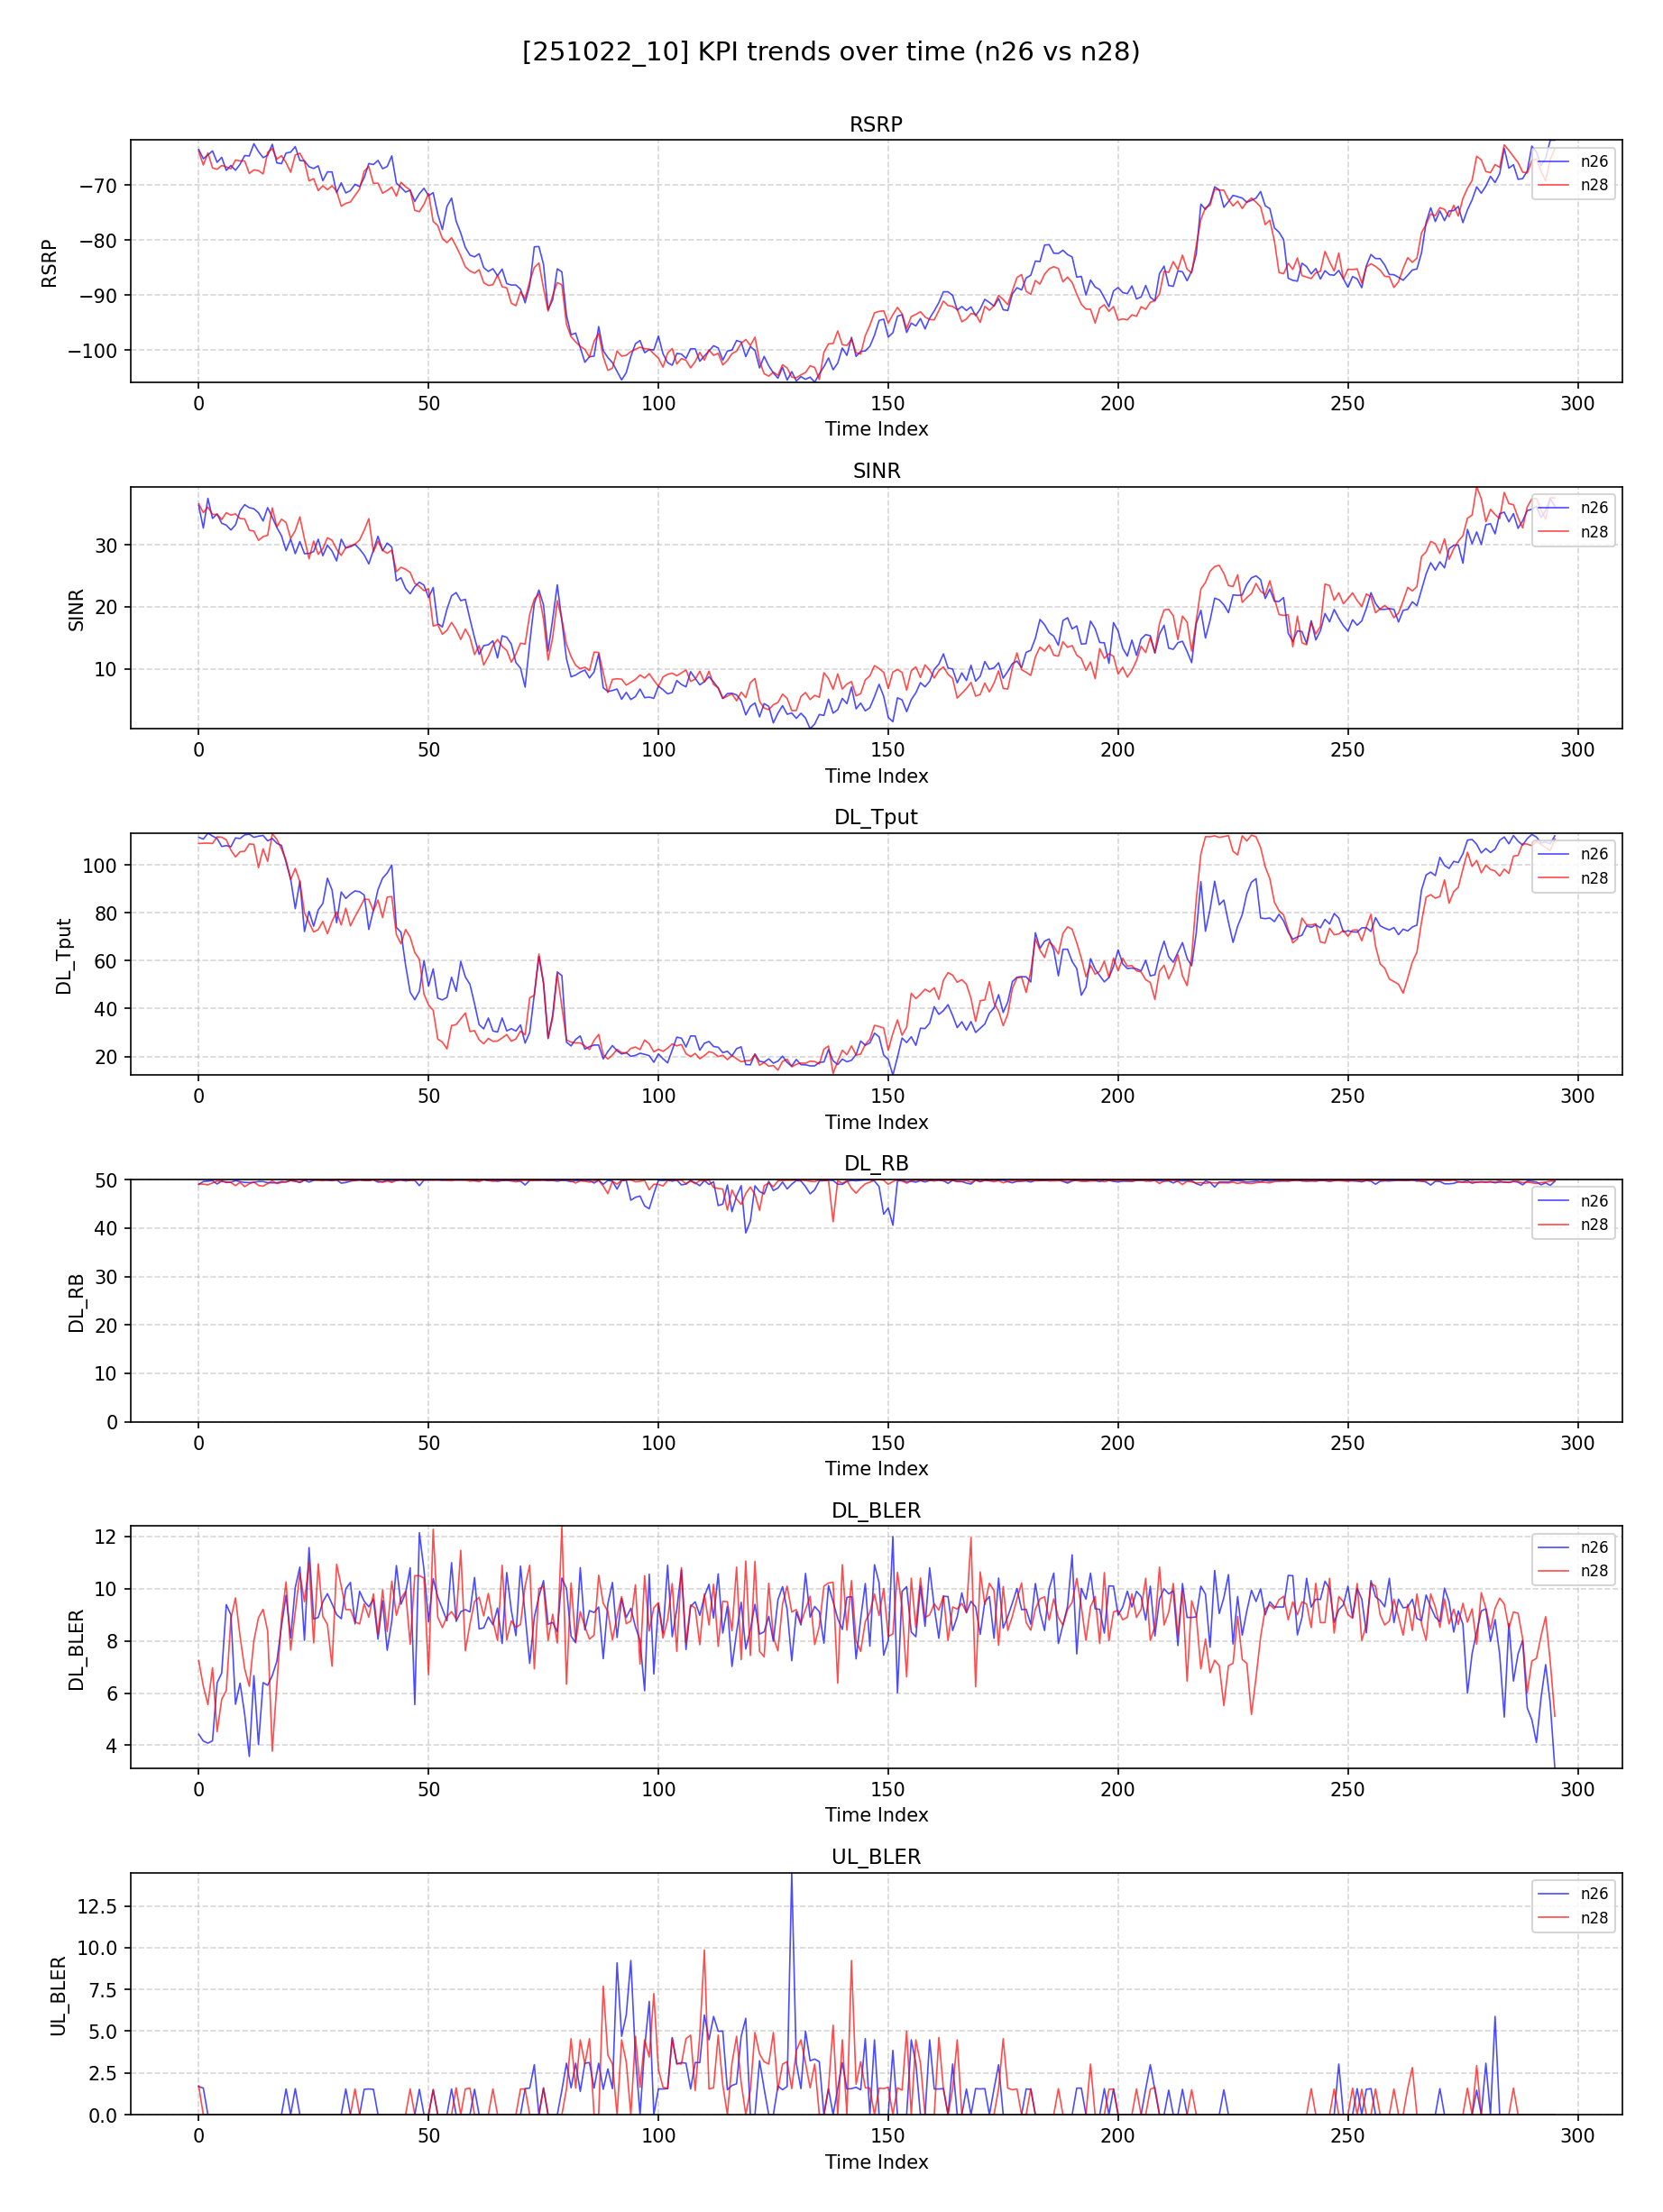 [251022_10] KPI trends over time (n26 vs n28)
RSRP
n26
n28
−70
−80
−90
−100
RSRP
0 50 100 150 200 250 300
Time Index
SINR
n26
n28
30
20
10
SINR
0 50 100 150 200 250 300
Time Index
DL_Tput
n26
n28
100
80
60
40
20
DL_Tput
0 50 100 150 200 250 300
Time Index
DL_RB
n26
n28
50
40
30
20
10
0
DL_RB
0 50 100 150 200 250 300
Time Index
DL_BLER
n26
n28
12
10
8
6
4
DL_BLER
0 50 100 150 200 250 300
Time Index
UL_BLER
n26
n28
12.5
10.0
7.5
5.0
2.5
0.0
UL_BLER
0 50 100 150 200 250 300
Time Index